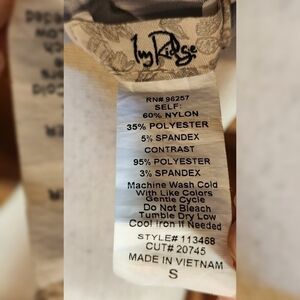 Ivy Ridge
RN# 96257
SELF:
60% NYLON
35% POLYESTER
5% SPANDEX
CONTRAST
95% POLYESTER
3% SPANDEX
Machine Wash Cold
With Like Colors
Gentle Cycle
Do Not Bleach
Tumble Dry Low
Cool Iron If Needed
STYLE# 113468
CUT# 20745
MADE IN VIETNAM
S